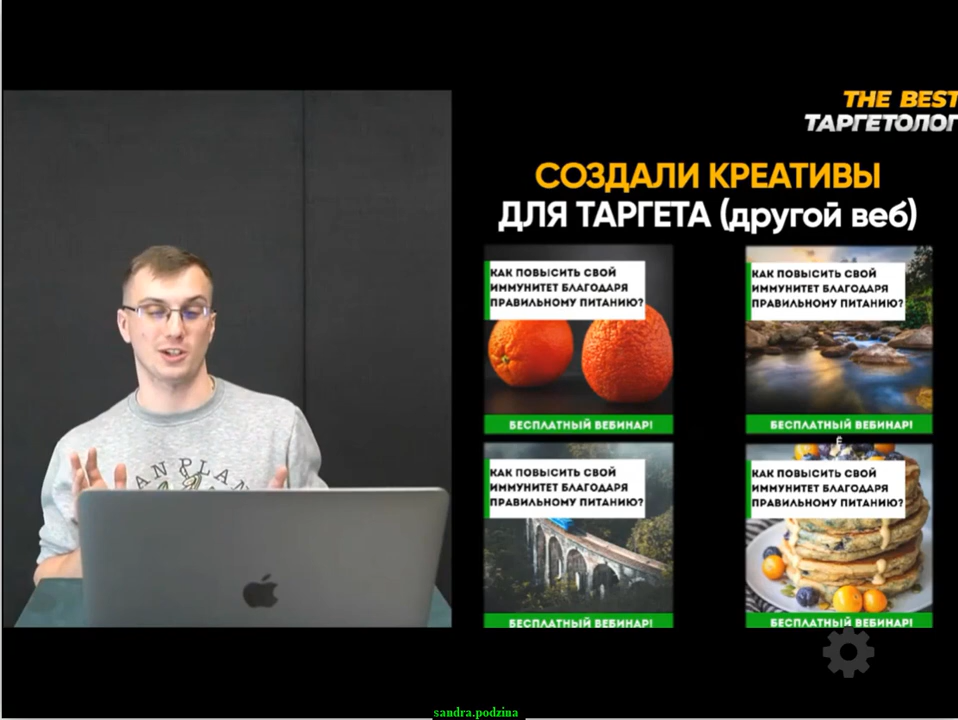 THE BEST
ТАРГЕТОЛОГ
СОЗДАЛИ КРЕАТИВЫ
ДЛЯ ТАРГЕТА (другой веб)
КАК ПОВЫСИТЬ СВОЙ
ИММУНИТЕТ БЛАГОДАРЯ
ПРАВИЛЬНОМУ ПИТАНИЮ?
БЕСПЛАТНЫЙ ВЕБИНАР!
КАК ПОВЫСИТЬ СВОЙ
ИММУНИТЕТ БЛАГОДАРЯ
ПРАВИЛЬНОМУ ПИТАНИЮ?
БЕСПЛАТНЫЙ ВЕБИНАР!
КАК ПОВЫСИТЬ СВОЙ
ИММУНИТЕТ БЛАГОДАРЯ
ПРАВИЛЬНОМУ ПИТАНИЮ?
БЕСПЛАТНЫЙ ВЕБИНАР!
КАК ПОВЫСИТЬ СВОЙ
ИММУНИТЕТ БЛАГОДАРЯ
ПРАВИЛЬНОМУ ПИТАНИЮ?
БЕСПЛАТНЫЙ ВЕБИНАР!
sandra.podzina